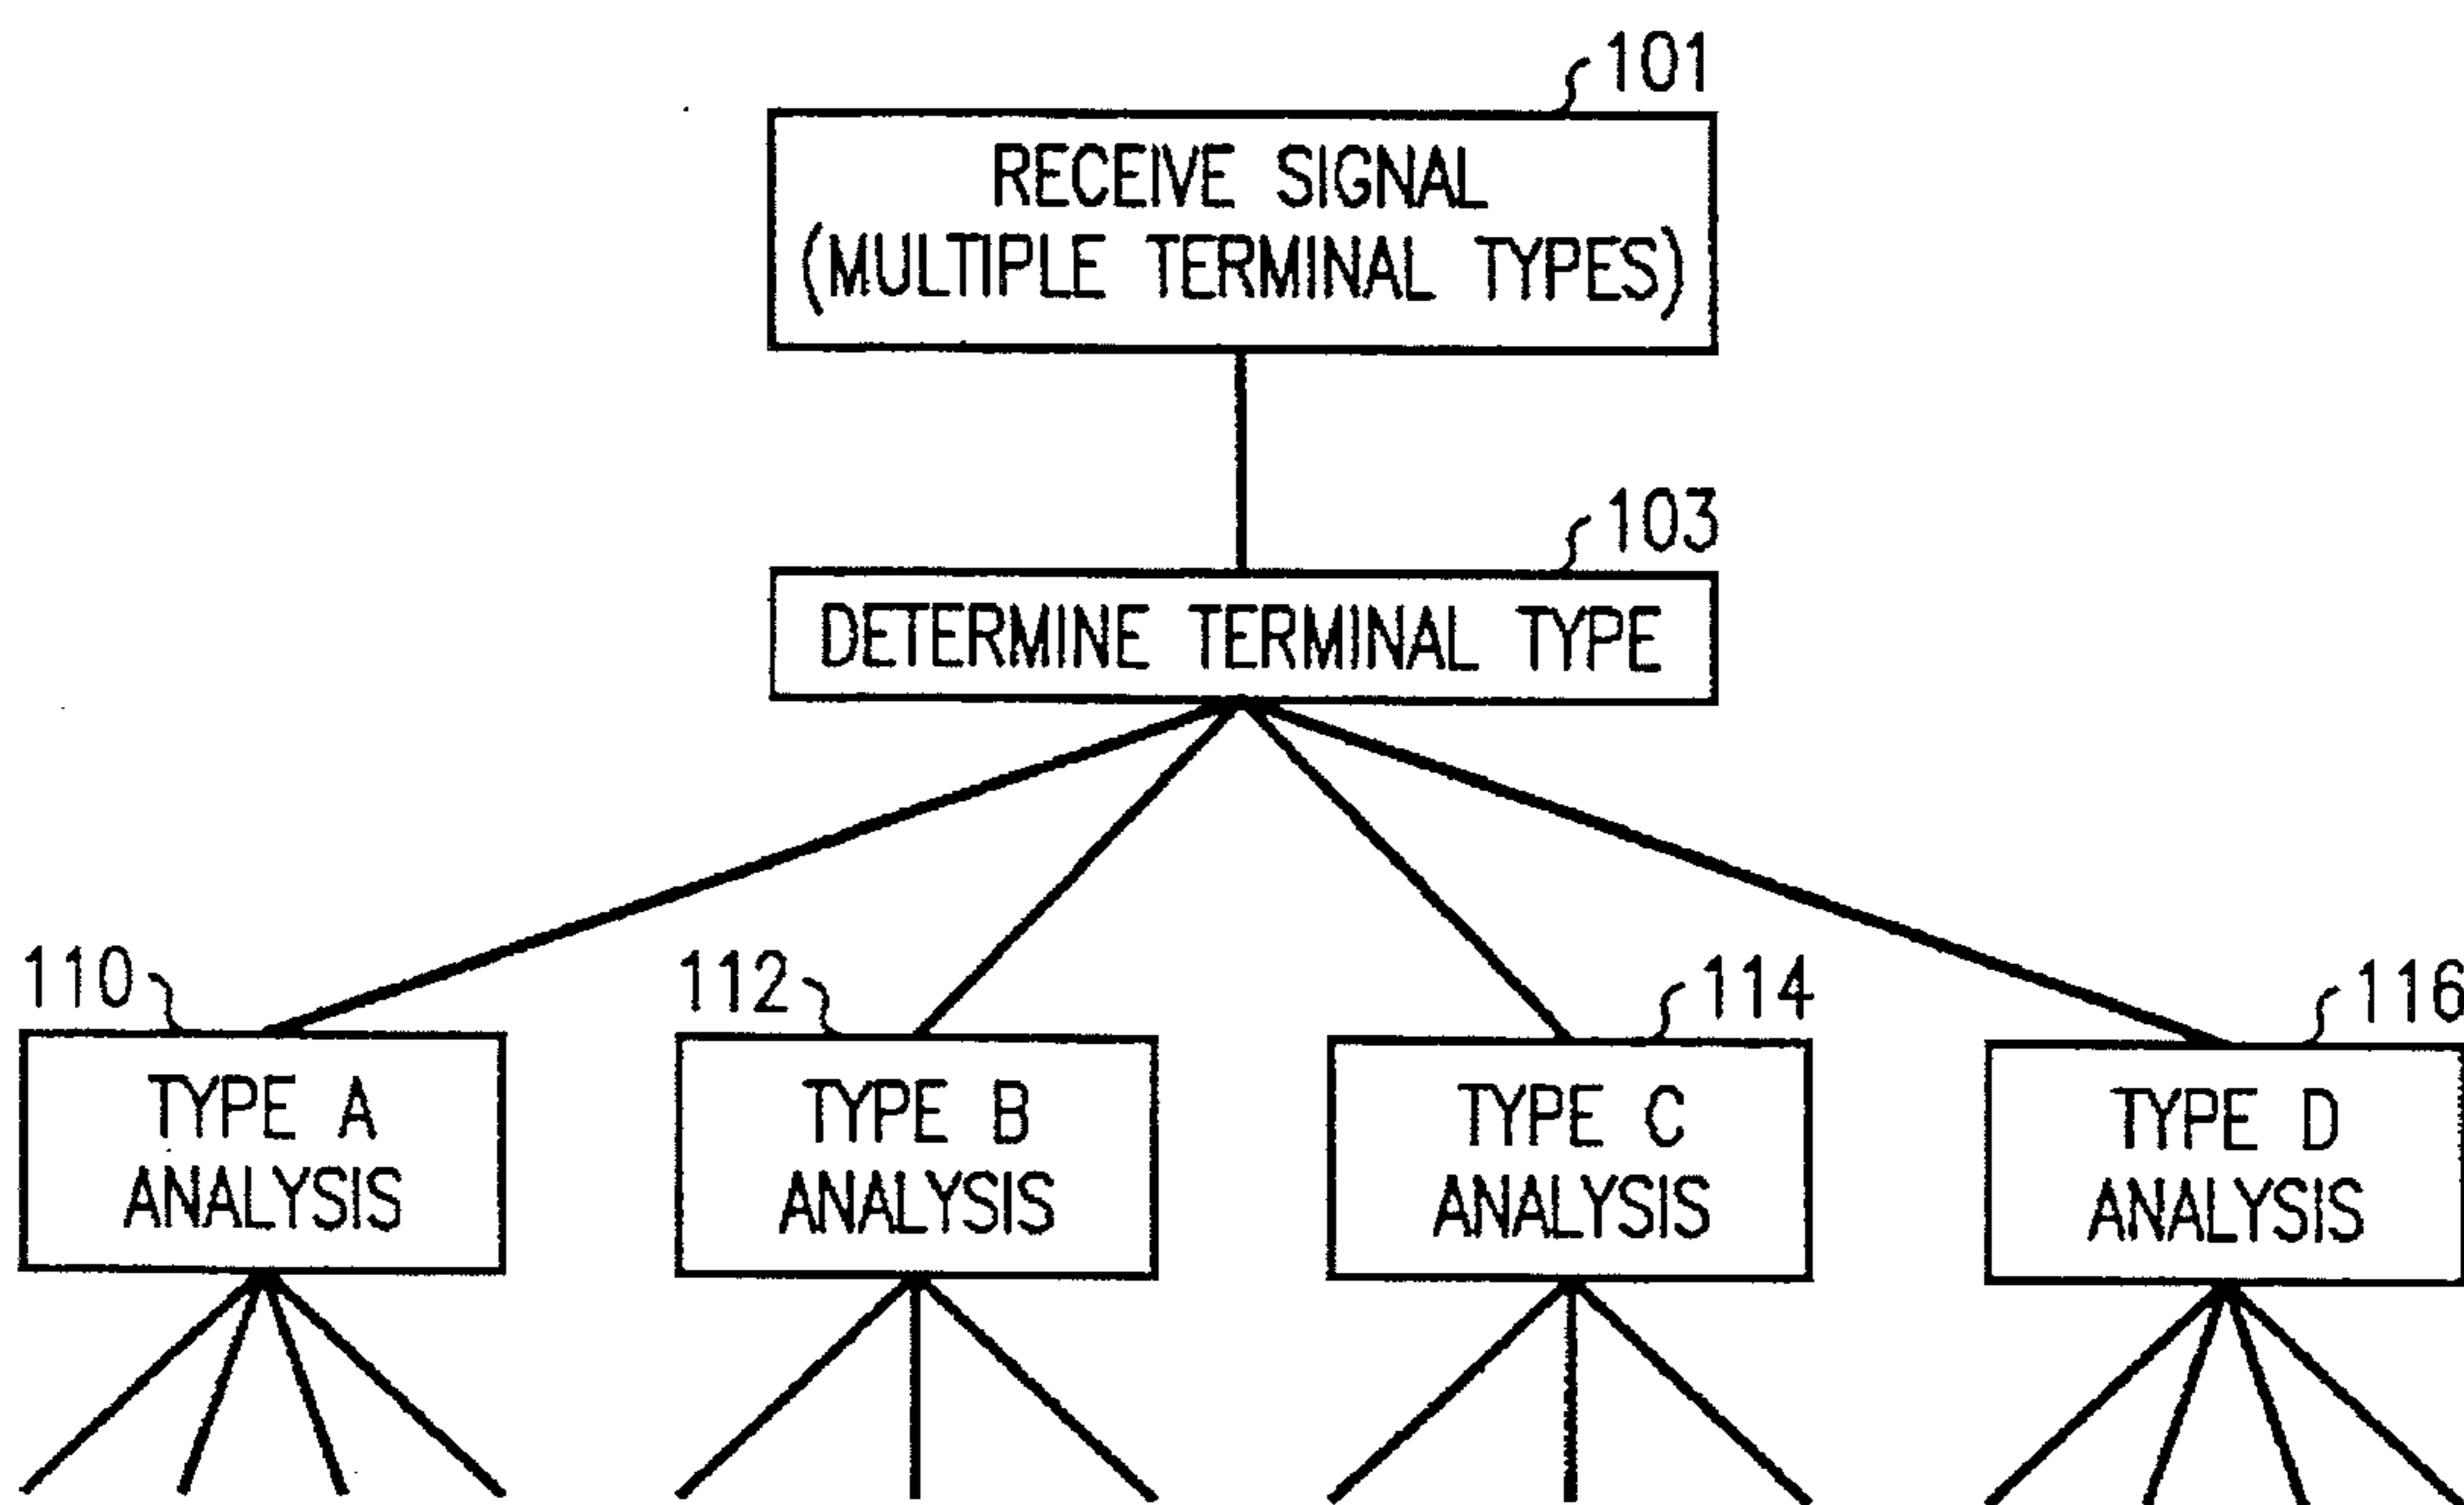 101
RECEIVE SIGNAL
(MULTIPLE TERMINAL TYPES)
103
DETERMINE TERMINAL TYPE
110
112
114
116
TYPE A
ANALYSIS
TYPE B
ANALYSIS
TYPE C
ANALYSIS
TYPE D
ANALYSIS